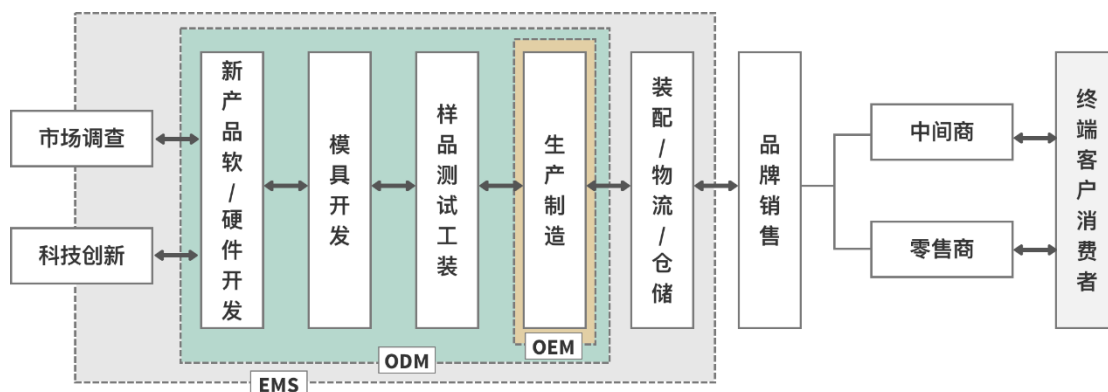 市场调查
科技创新
新产品软/硬件开发
模具开发
样品测试工装
生产制造
装配/物流/仓储
品牌销售
中间商
零售商
终端客户消费者
OEM
ODM
EMS